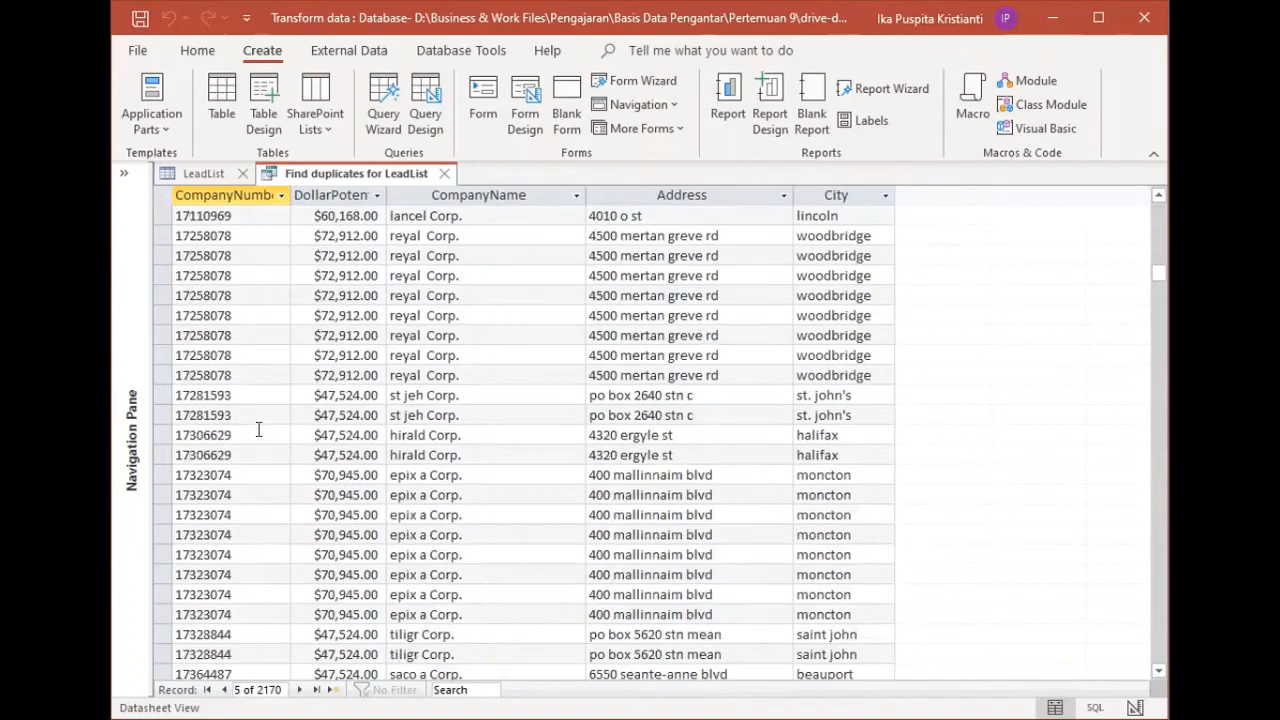 Transform data : Database- D:\Business & Work Files\Pengajaran\Basis Data Pengantar\Pertemuan 9\drive-d... Ika Puspita Kristianti IP
File Home Create External Data Database Tools Help Tell me what you want to do
Application Parts
Templates
Table
Table Design
SharePoint Lists
Tables
Query Wizard
Query Design
Queries
Form
Form Design
Blank Form
Form Wizard
Navigation
More Forms
Forms
Report
Report Design
Blank Report
Report Wizard
Labels
Reports
Macro
Module
Class Module
Visual Basic
Macros & Code
Navigation Pane
LeadList Find duplicates for LeadList
CompanyNumb DollarPoten CompanyName Address City
17110969 $60,168.00 lancel Corp. 4010 o st lincoln
17258078 $72,912.00 reyal Corp. 4500 mertan greve rd woodbridge
17258078 $72,912.00 reyal Corp. 4500 mertan greve rd woodbridge
17258078 $72,912.00 reyal Corp. 4500 mertan greve rd woodbridge
17258078 $72,912.00 reyal Corp. 4500 mertan greve rd woodbridge
17258078 $72,912.00 reyal Corp. 4500 mertan greve rd woodbridge
17258078 $72,912.00 reyal Corp. 4500 mertan greve rd woodbridge
17258078 $72,912.00 reyal Corp. 4500 mertan greve rd woodbridge
17258078 $72,912.00 reyal Corp. 4500 mertan greve rd woodbridge
17281593 $47,524.00 st jeh Corp. po box 2640 stn c st. john's
17281593 $47,524.00 st jeh Corp. po box 2640 stn c st. john's
17306629 $47,524.00 hirald Corp. 4320 ergyle st halifax
17306629 $47,524.00 hirald Corp. 4320 ergyle st halifax
17323074 $70,945.00 epix a Corp. 400 mallinnaim blvd moncton
17323074 $70,945.00 epix a Corp. 400 mallinnaim blvd moncton
17323074 $70,945.00 epix a Corp. 400 mallinnaim blvd moncton
17323074 $70,945.00 epix a Corp. 400 mallinnaim blvd moncton
17323074 $70,945.00 epix a Corp. 400 mallinnaim blvd moncton
17323074 $70,945.00 epix a Corp. 400 mallinnaim blvd moncton
17323074 $70,945.00 epix a Corp. 400 mallinnaim blvd moncton
17323074 $70,945.00 epix a Corp. 400 mallinnaim blvd moncton
17328844 $47,524.00 tiligr Corp. po box 5620 stn mean saint john
17328844 $47,524.00 tiligr Corp. po box 5620 stn mean saint john
17364487 $47,524.00 saco a Corp. 6550 seante-anne blvd beauport
Record: 5 of 2170 No Filter Search
Datasheet View SQL